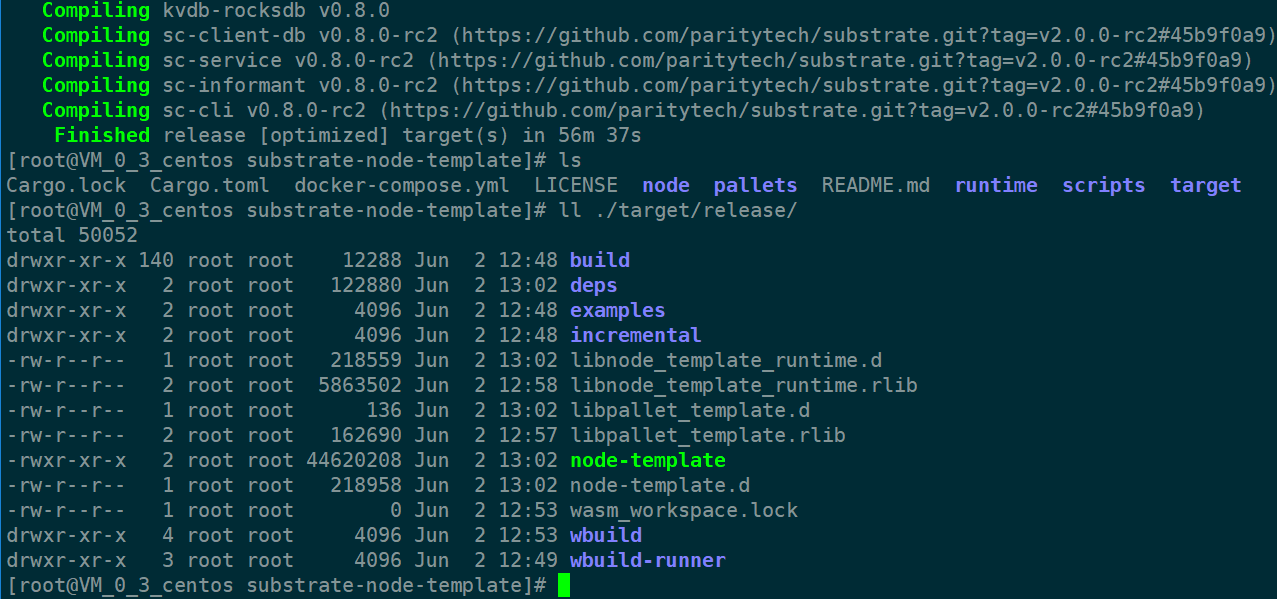 Compiling kvdb-rocksdb v0.8.0
Compiling sc-client-db v0.8.0-rc2 (https://github.com/paritytech/substrate.git?tag=v2.0.0-rc2#45b9f0a9)
Compiling sc-service v0.8.0-rc2 (https://github.com/paritytech/substrate.git?tag=v2.0.0-rc2#45b9f0a9)
Compiling sc-informant v0.8.0-rc2 (https://github.com/paritytech/substrate.git?tag=v2.0.0-rc2#45b9f0a9)
Compiling sc-cli v0.8.0-rc2 (https://github.com/paritytech/substrate.git?tag=v2.0.0-rc2#45b9f0a9)
Finished release [optimized] target(s) in 56m 37s
[root@VM_0_3_centos substrate-node-template]# ls
Cargo.lock  Cargo.toml  docker-compose.yml  LICENSE  node  pallets  README.md  runtime  scripts  target
[root@VM_0_3_centos substrate-node-template]# ll ./target/release/
total 50052
drwxr-xr-x 140 root root    12288 Jun  2 12:48 build
drwxr-xr-x   2 root root   122880 Jun  2 13:02 deps
drwxr-xr-x   2 root root     4096 Jun  2 12:48 examples
drwxr-xr-x   2 root root     4096 Jun  2 12:48 incremental
-rw-r--r--   1 root root   218559 Jun  2 13:02 libnode_template_runtime.d
-rw-r--r--   2 root root  5863502 Jun  2 12:58 libnode_template_runtime.rlib
-rw-r--r--   1 root root      136 Jun  2 13:02 libpallet_template.d
-rw-r--r--   2 root root   162690 Jun  2 12:57 libpallet_template.rlib
-rwxr-xr-x   2 root root 44620208 Jun  2 13:02 node-template
-rw-r--r--   1 root root   218958 Jun  2 13:02 node-template.d
-rw-r--r--   1 root root        0 Jun  2 12:53 wasm_workspace.lock
drwxr-xr-x   4 root root     4096 Jun  2 12:53 wbuild
drwxr-xr-x   3 root root     4096 Jun  2 12:49 wbuild-runner
[root@VM_0_3_centos substrate-node-template]#